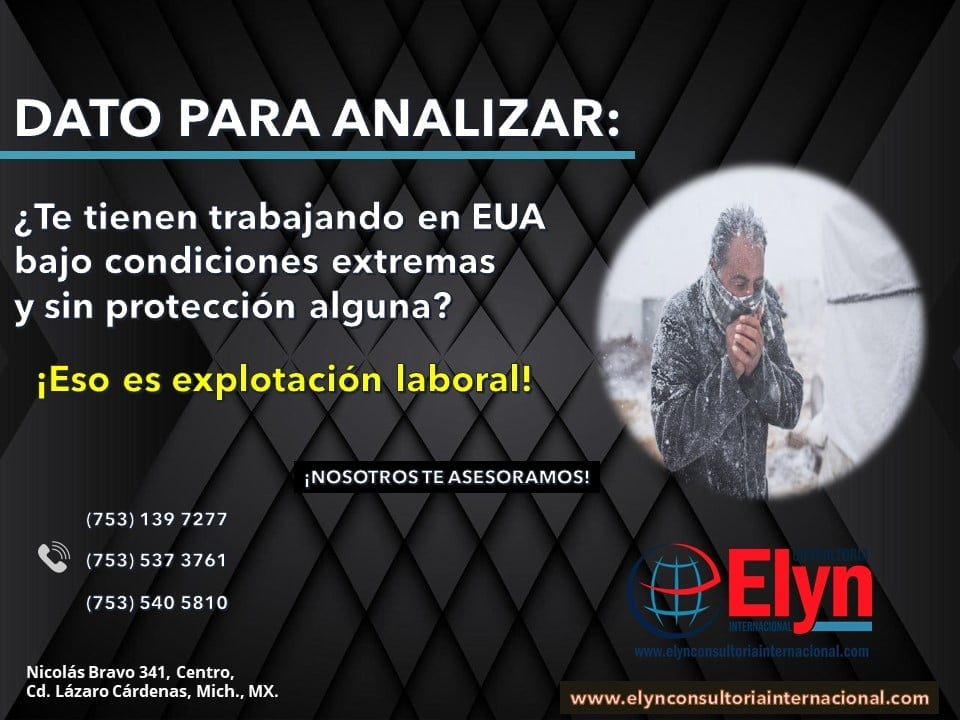 DATO PARA ANALIZAR:
¿Te tienen trabajando en EUA
bajo condiciones extremas
y sin protección alguna?
¡Eso es explotación laboral!
¡NOSOTROS TE ASESORAMOS!
(753) 139 7277
(753) 537 3761
(753) 540 5810
CONSULTORIA
Elyn
INTERNACIONAL
www.elynconsultoriainternacional.com
Nicolás Bravo 341, Centro,
Cd. Lázaro Cárdenas, Mich., MX.
www.elynconsultoriainternacional.com